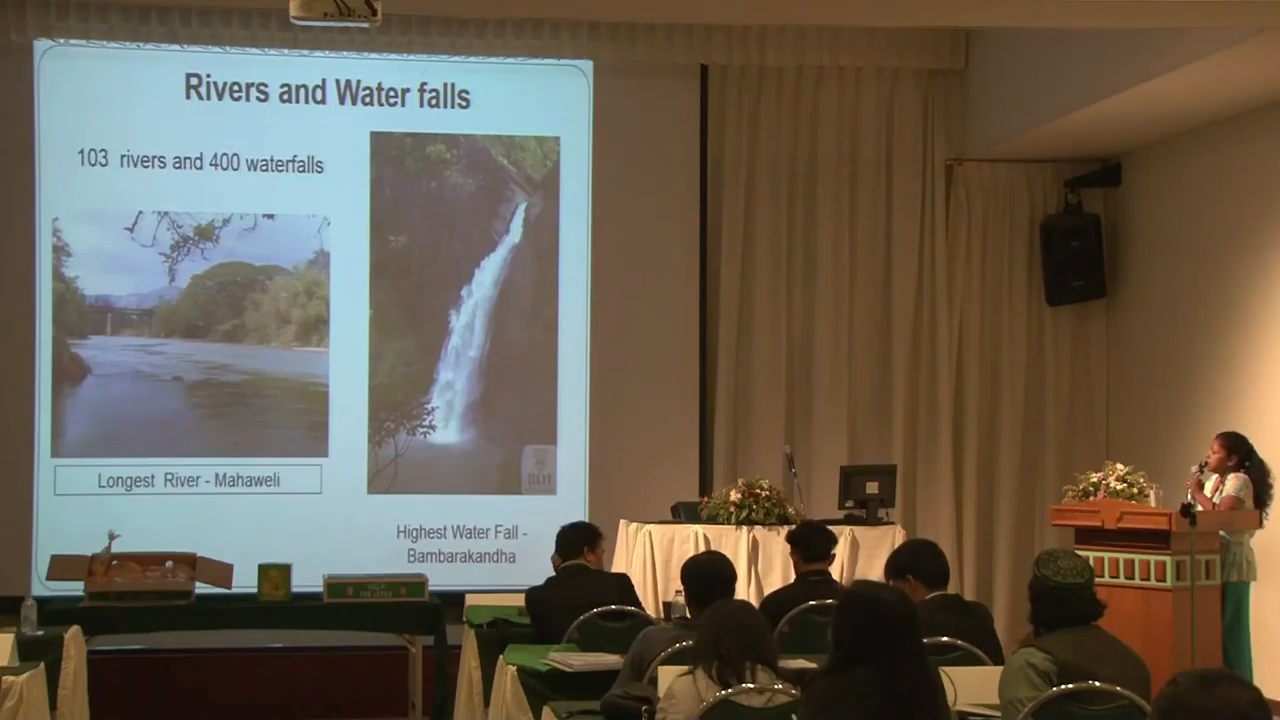 Rivers and Water falls
103 rivers and 400 waterfalls
Longest River - Mahaweli
Highest Water Fall -
Bambarakandha